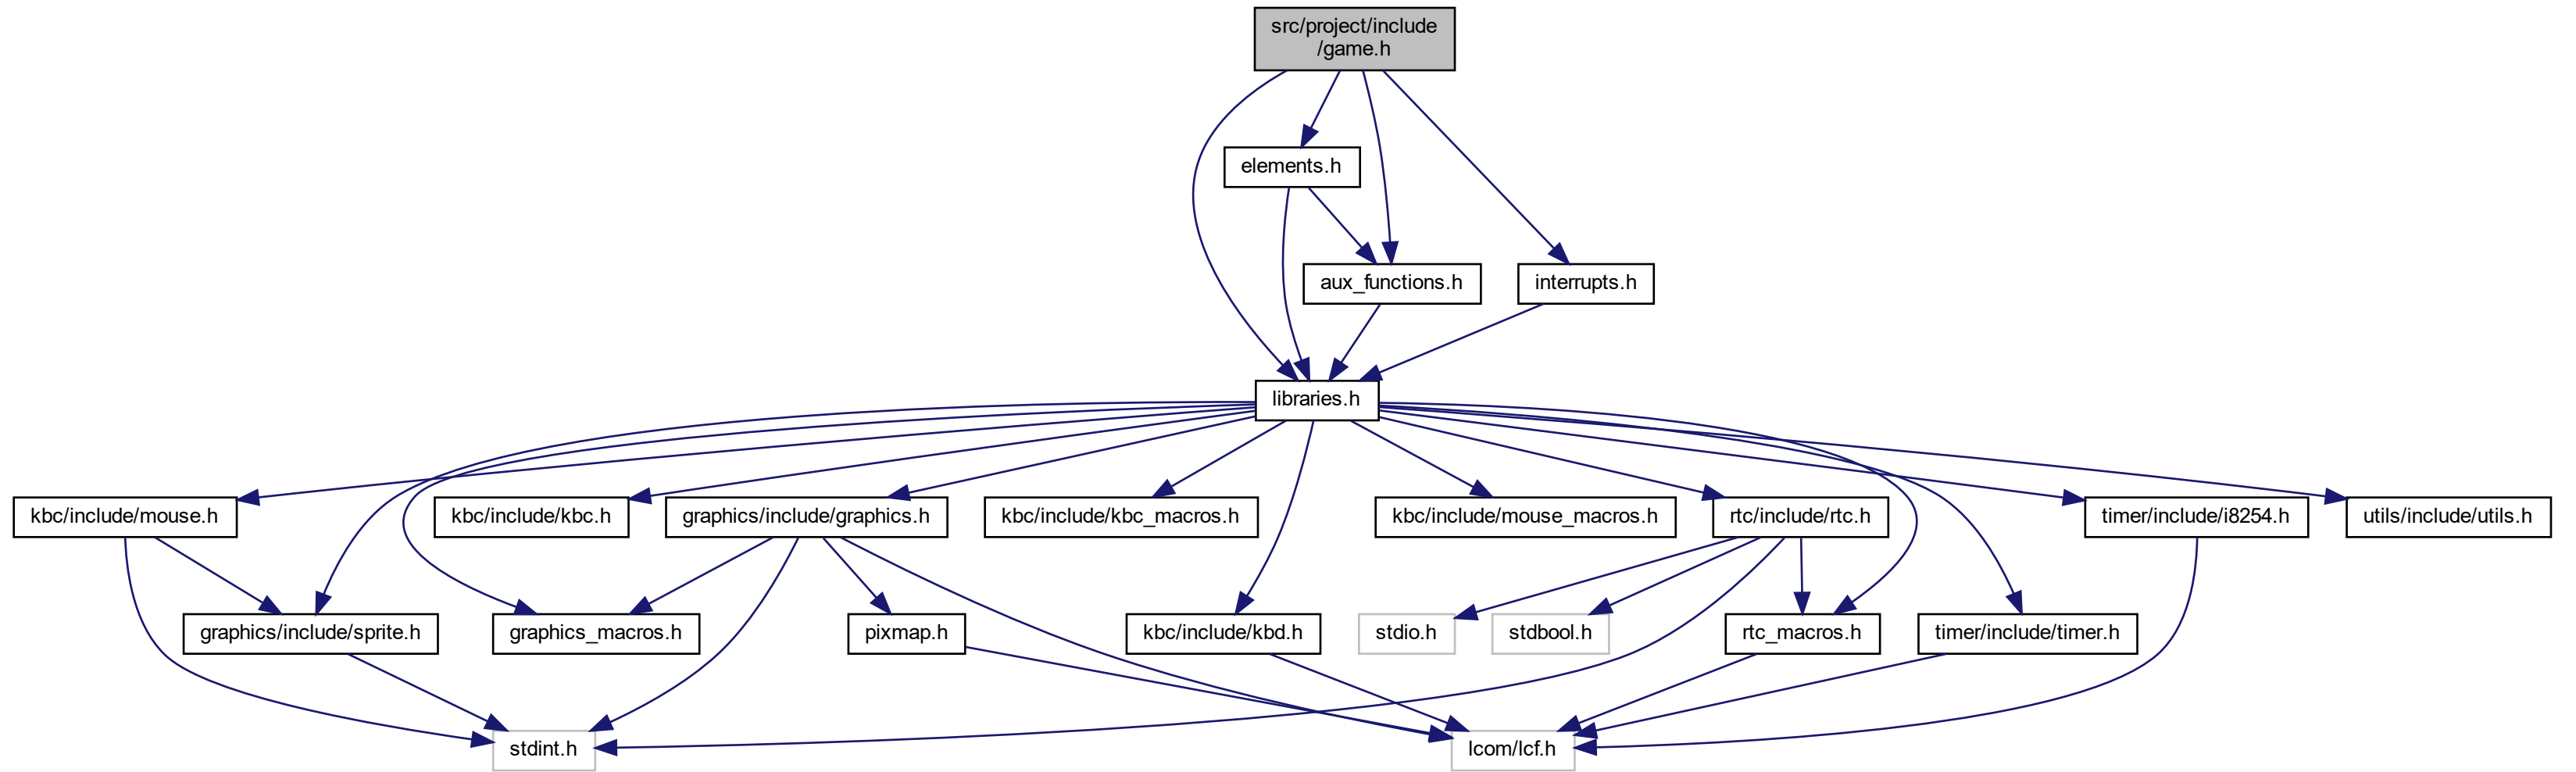 src/project/include
/game.h
elements.h
aux_functions.h
interrupts.h
libraries.h
kbc/include/mouse.h
kbc/include/kbc.h
graphics/include/graphics.h
kbc/include/kbc_macros.h
kbc/include/mouse_macros.h
rtc/include/rtc.h
timer/include/i8254.h
utils/include/utils.h
graphics/include/sprite.h
graphics_macros.h
pixmap.h
kbc/include/kbd.h
stdio.h
stdbool.h
rtc_macros.h
timer/include/timer.h
stdint.h
lcom/lcf.h